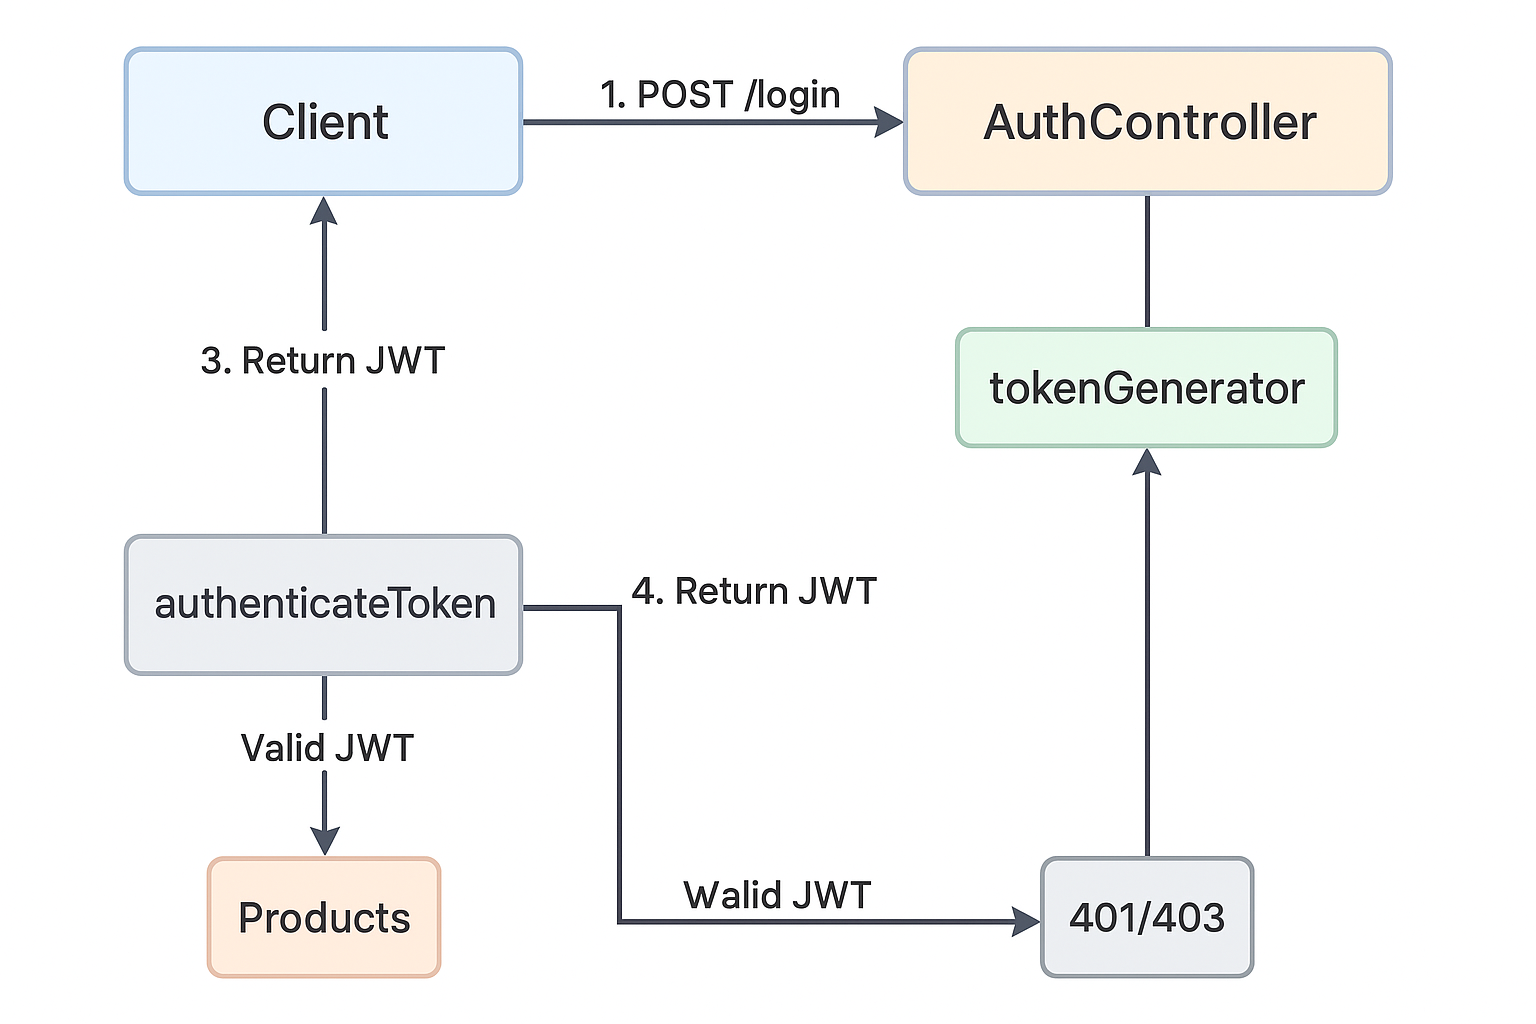 Client
1. POST /login
AuthController
3. Return JWT
tokenGenerator
authenticateToken
4. Return JWT
Valid JWT
Walid JWT
Products
401/403